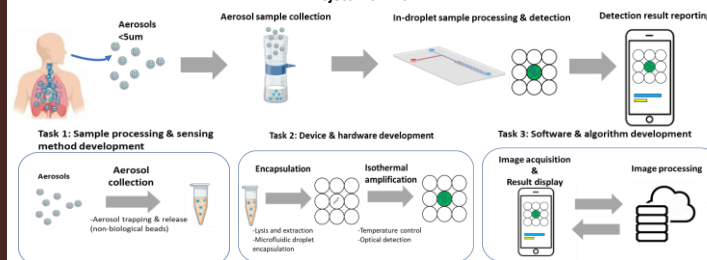 Aerosols
<5um
Aerosol sample collection
In-droplet sample processing & detection
Detection result reporting
Task 1: Sample processing & sensing
method development
Aerosols
Aerosol
collection
-Aerosol trapping & release
(non-biological beads)
Task 2: Device & hardware development
Encapsulation
-Lysis and extraction
-Microfluidic droplet
encapsulation
Isothermal
amplification
-Temperature control
-Optical detection
Task 3: Software & algorithm development
Image acquisition
&
Result display
Image processing